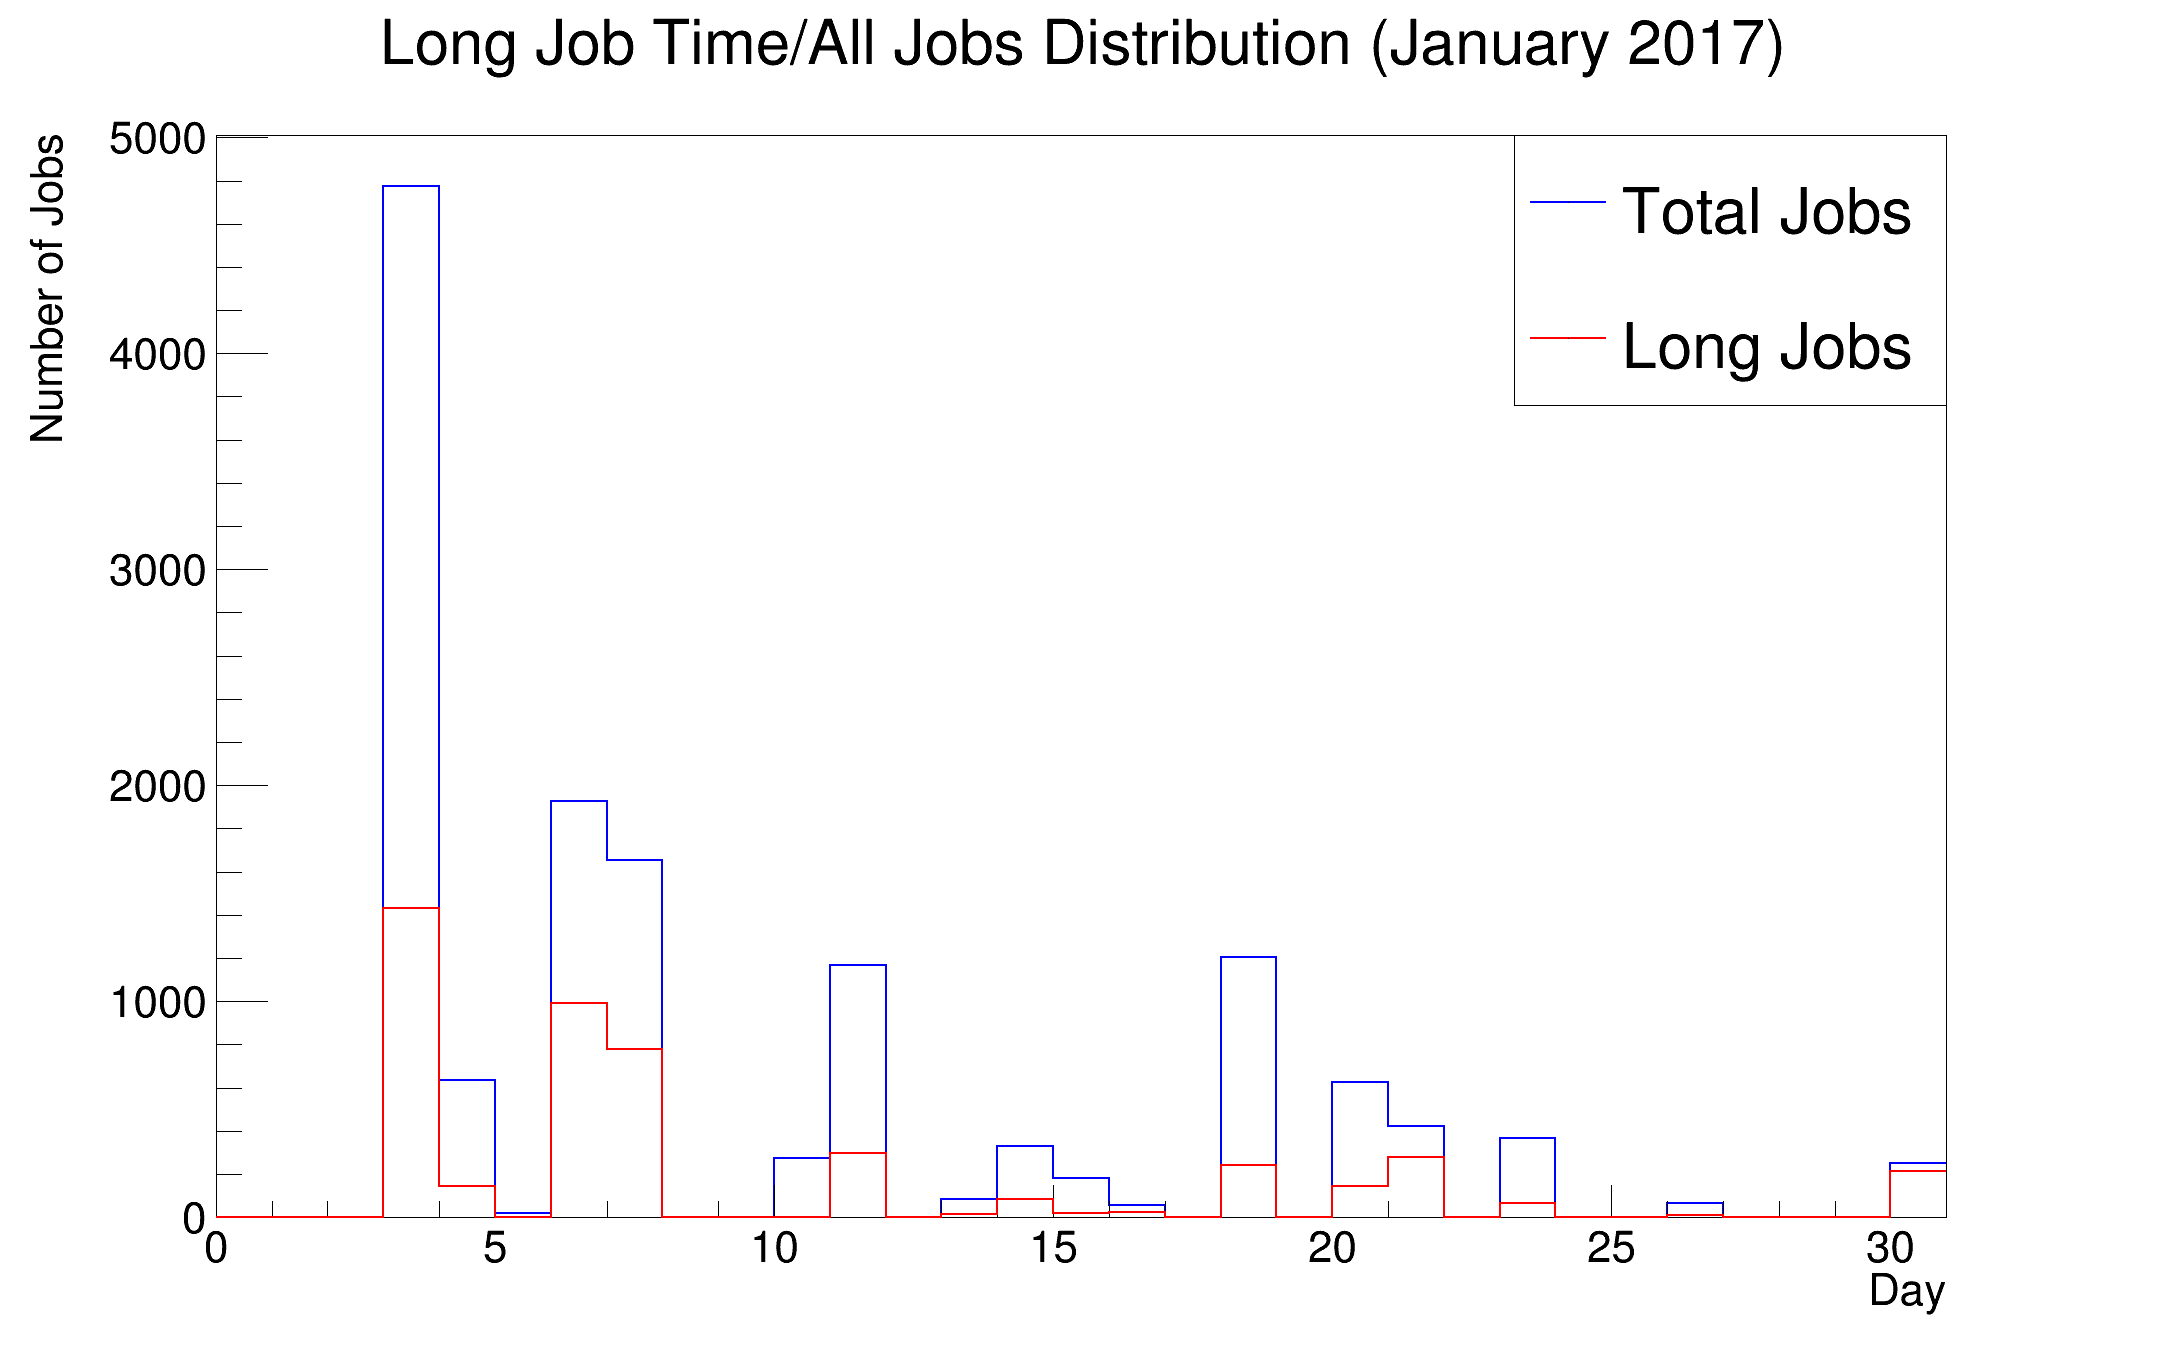 Long Job Time/All Jobs Distribution (January 2017)
Number of Jobs
5000
4000
3000
2000
1000
0
Total Jobs
Long Jobs
0 5 10 15 20 25 30
Day